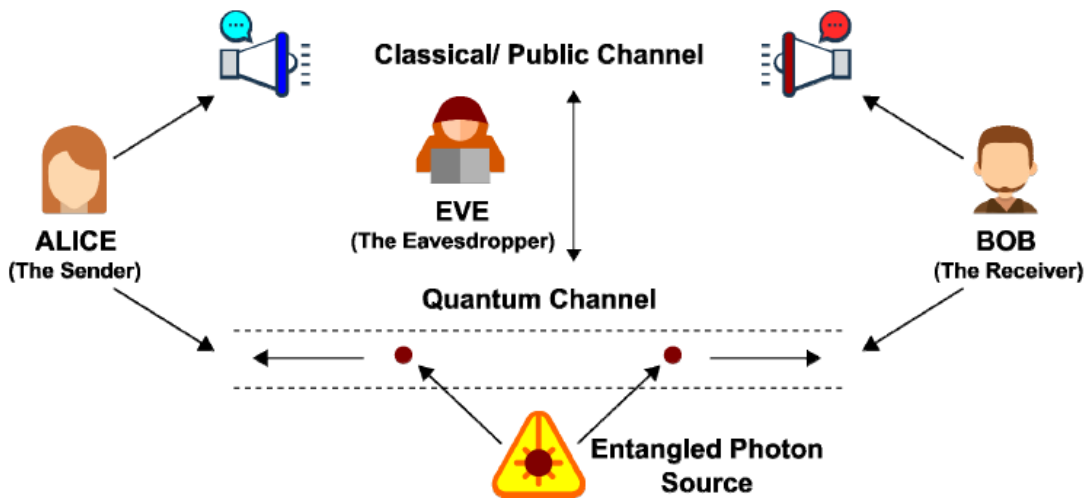 Classical/ Public Channel
EVE
(The Eavesdropper)
ALICE
(The Sender)
BOB
(The Receiver)
Quantum Channel
Entangled Photon
Source